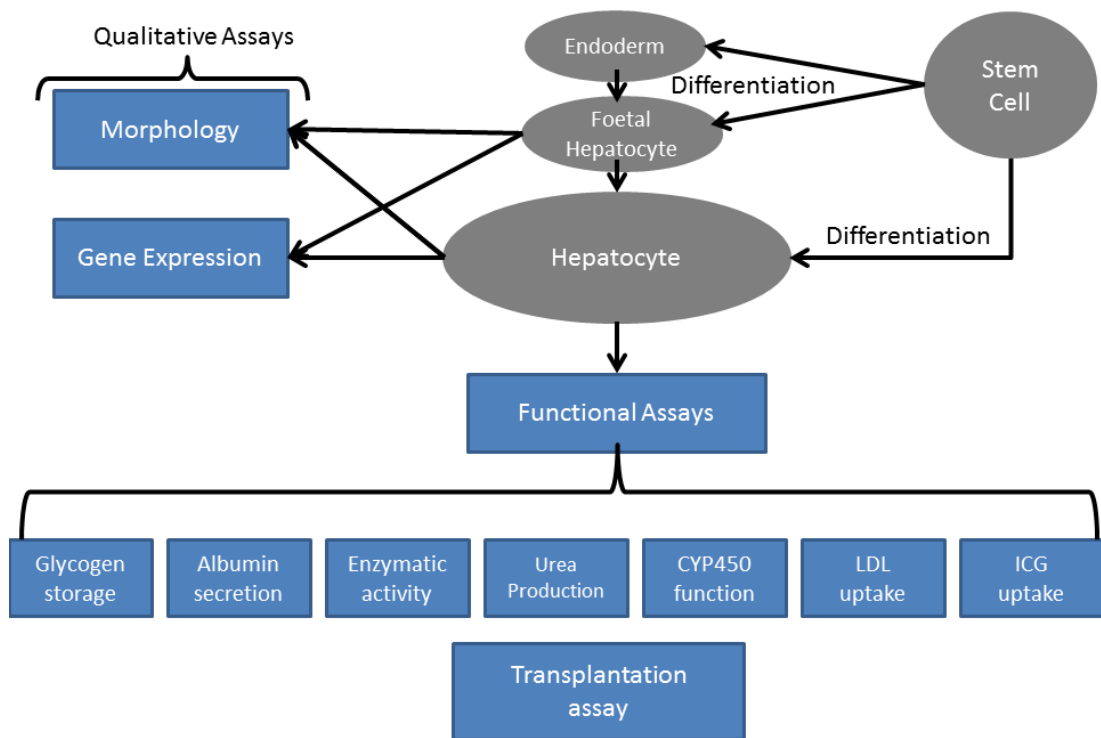 Qualitative Assays
Morphology
Gene Expression
Endoderm
Differentiation
Foetal
Hepatocyte
Stem
Cell
Hepatocyte
Differentiation
Functional Assays
Glycogen
storage
Albumin
secretion
Enzymatic
activity
Urea
Production
CYP450
function
LDL
uptake
ICG
uptake
Transplantation
assay